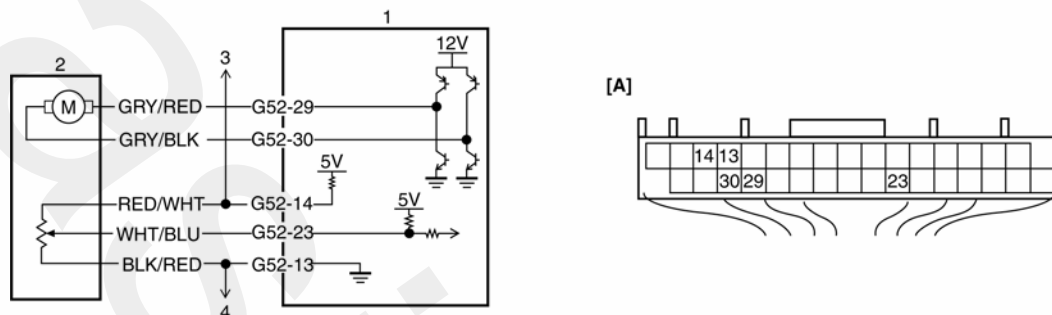 1
2
3
12V
[A]
M
GRY/RED
G52-29
GRY/BLK
G52-30
5V
14 13
30 29 23
5V
RED/WHT
G52-14
WHT/BLU
G52-23
BLK/RED
G52-13
4